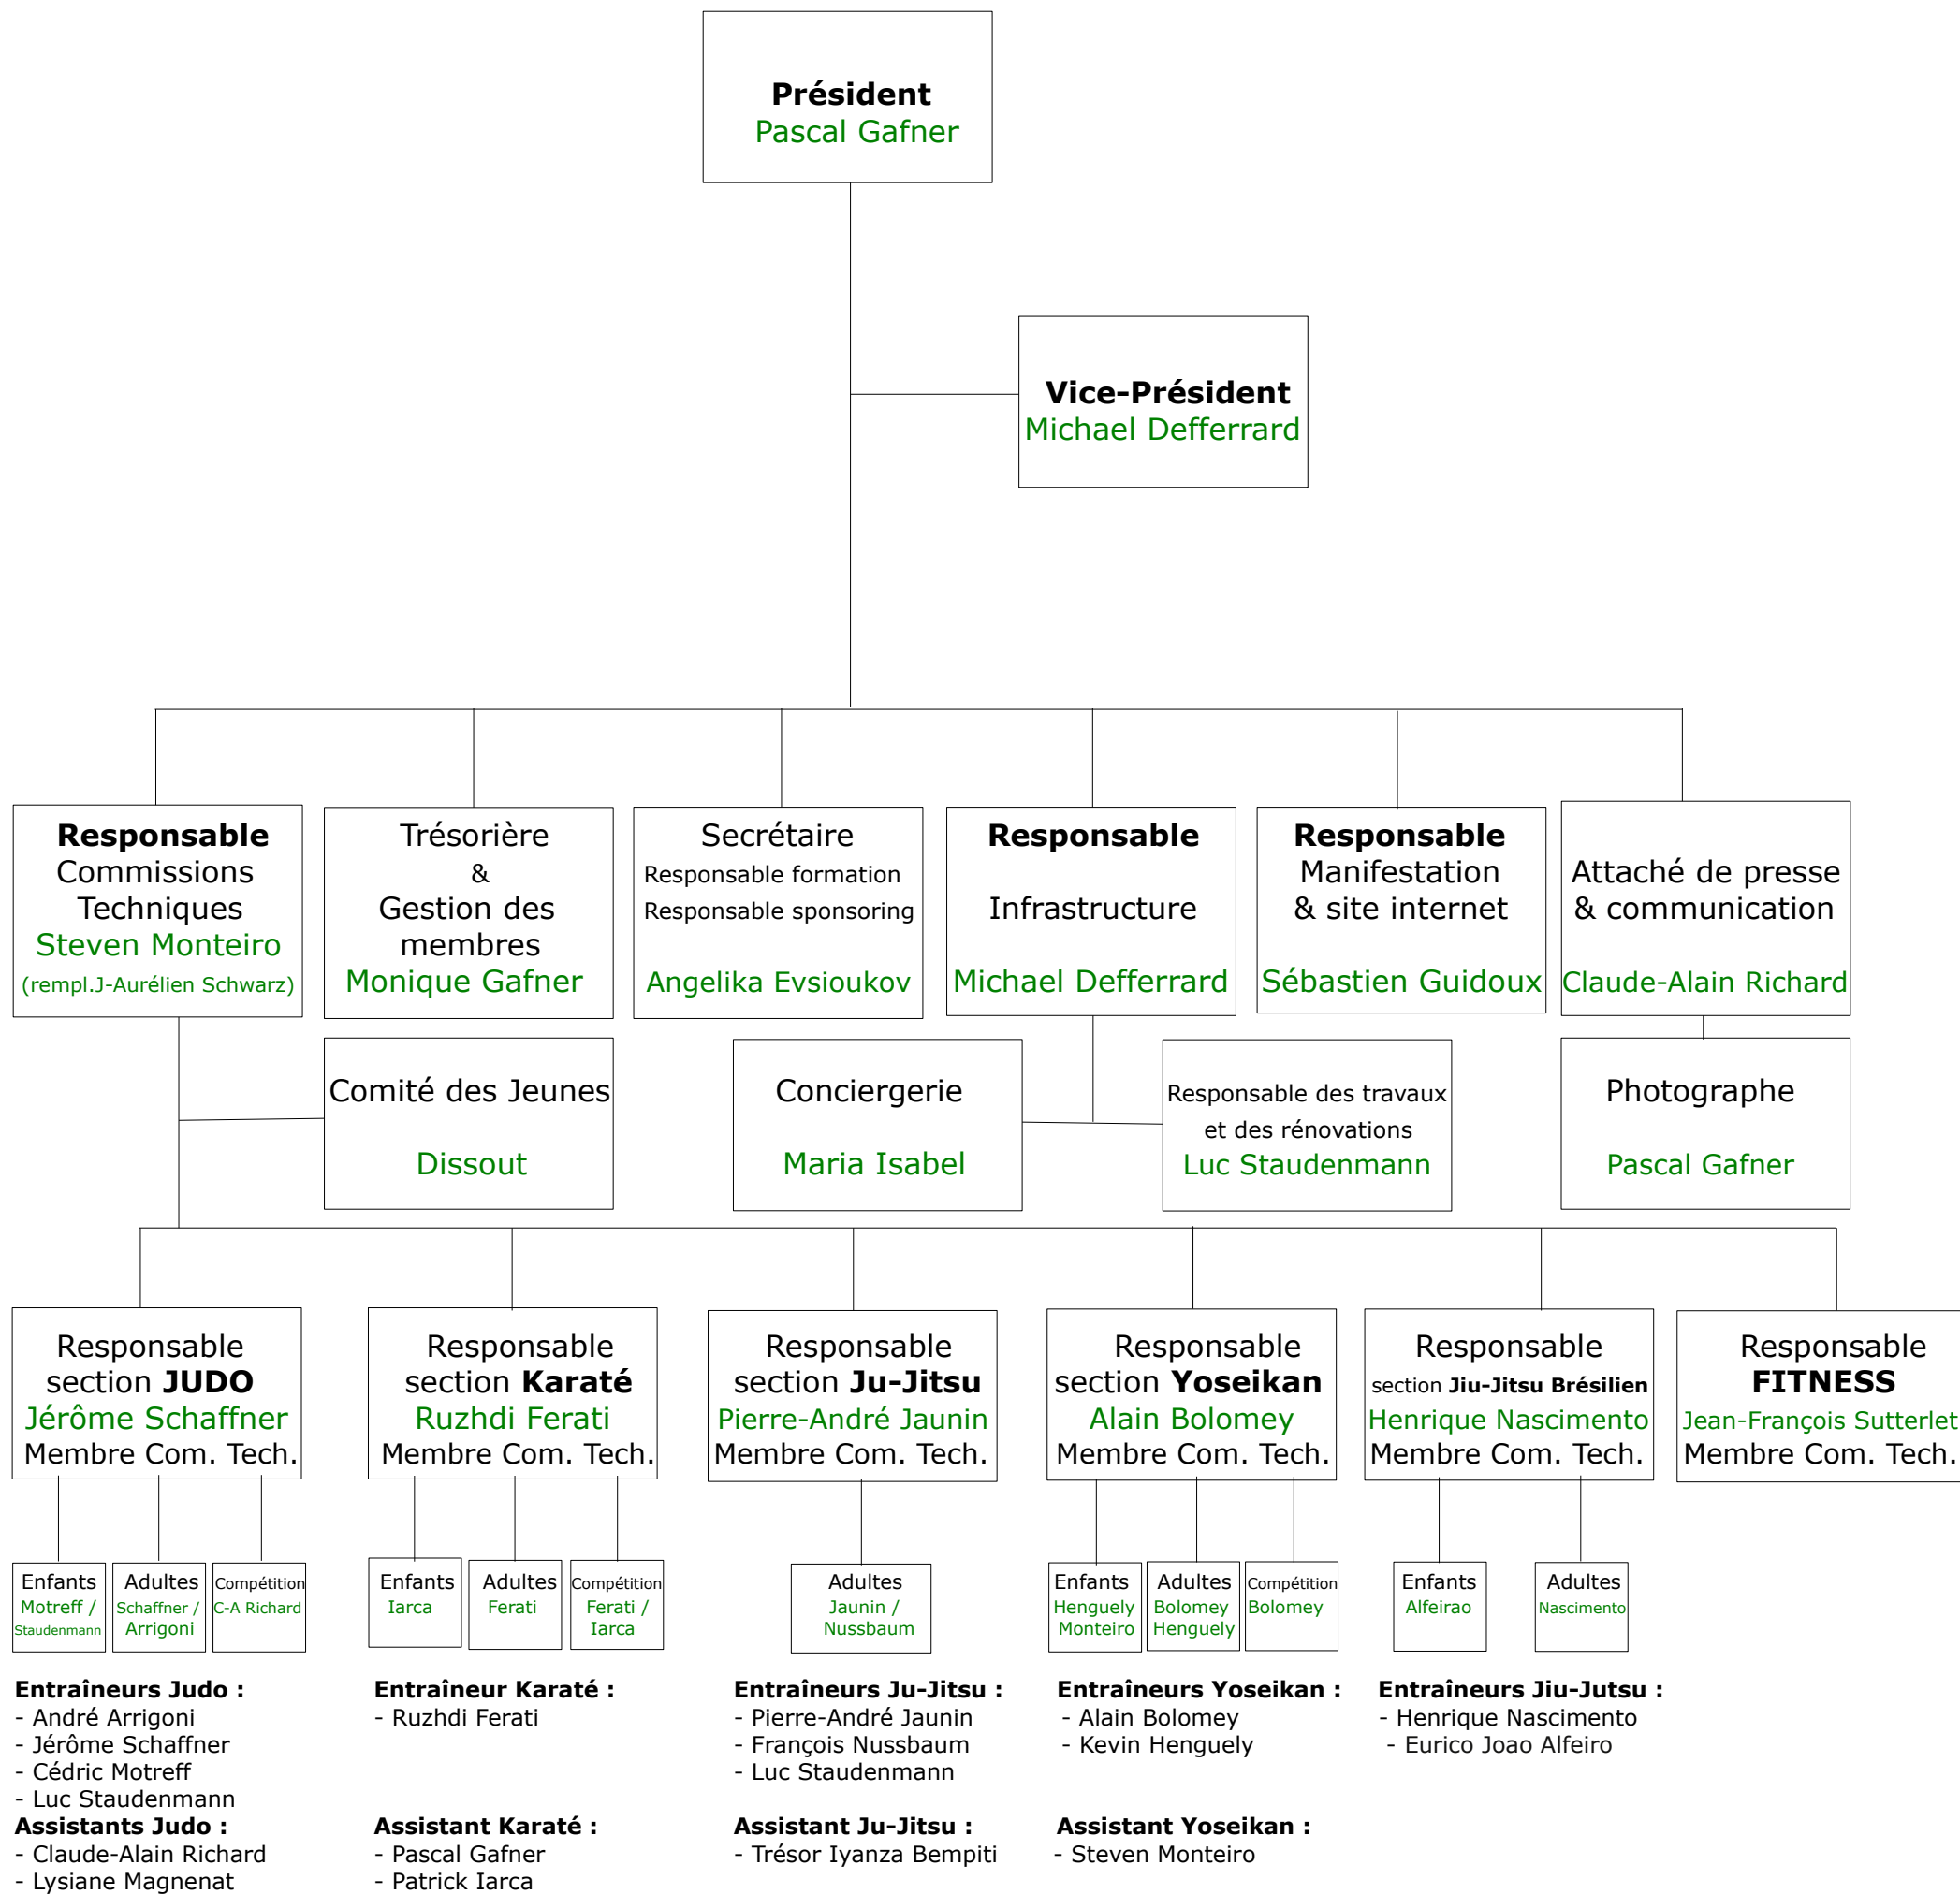 Président
Pascal Gafner
Vice-Président
Michael Defferrard
Responsable
Commissions
Techniques
Steven Monteiro
(rempl.J-Aurélien Schwarz)
Trésorière
&
Gestion des
membres
Monique Gafner
Secrétaire
Responsable formation
Responsable sponsoring
Angelika Evsioukov
Responsable
Infrastructure
Michael Defferrard
Responsable
Manifestation
& site internet
Sébastien Guidoux
Attaché de presse
& communication
Claude-Alain Richard
Comité des Jeunes
Dissout
Conciergerie
Maria Isabel
Responsable des travaux
et des rénovations
Luc Staudenmann
Photographe
Pascal Gafner
Responsable
section JUDO
Jérôme Schaffner
Membre Com. Tech.
Responsable
section Karaté
Ruzhdi Ferati
Membre Com. Tech.
Responsable
section Ju-Jitsu
Pierre-André Jaunin
Membre Com. Tech.
Responsable
section Yoseikan
Alain Bolomey
Membre Com. Tech.
Responsable
section Jiu-Jitsu Brésilien
Henrique Nascimento
Membre Com. Tech.
Responsable
FITNESS
Jean-François Sutterlet
Membre Com. Tech.
Enfants
Motreff /
Staudenmann
Adultes
Schaffner /
Arrigoni
Compétition
C-A Richard
Enfants
Iarca
Adultes
Ferati
Compétition
Ferati /
Iarca
Adultes
Jaunin /
Nussbaum
Enfants
Henguely
Monteiro
Adultes
Bolomey
Henguely
Compétition
Bolomey
Enfants
Alfeirao
Adultes
Nascimento
Entraîneurs Judo :
- André Arrigoni
- Jérôme Schaffner
- Cédric Motreff
- Luc Staudenmann
Assistants Judo :
- Claude-Alain Richard
- Lysiane Magnenat
Entraîneur Karaté :
- Ruzhdi Ferati
Assistant Karaté :
- Pascal Gafner
- Patrick Iarca
Entraîneurs Ju-Jitsu :
- Pierre-André Jaunin
- François Nussbaum
- Luc Staudenmann
Assistant Ju-Jitsu :
- Trésor Iyanza Bempiti
Entraîneurs Yoseikan :
- Alain Bolomey
- Kevin Henguely
Assistant Yoseikan :
- Steven Monteiro
Entraîneurs Jiu-Jutsu :
- Henrique Nascimento
- Eurico Joao Alfeiro